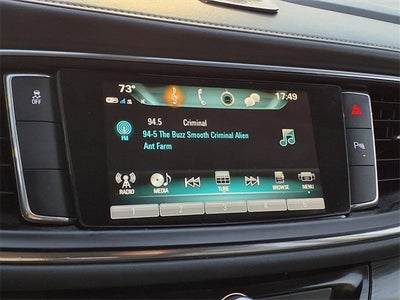 73°
17:49
OFF
94.5 Criminal
94-5 The Buzz Smooth Criminal Alien
Ant Farm
FM
RADIO
MEDIA
TUNE
BROWSE
MENU
1 2 3 4 5